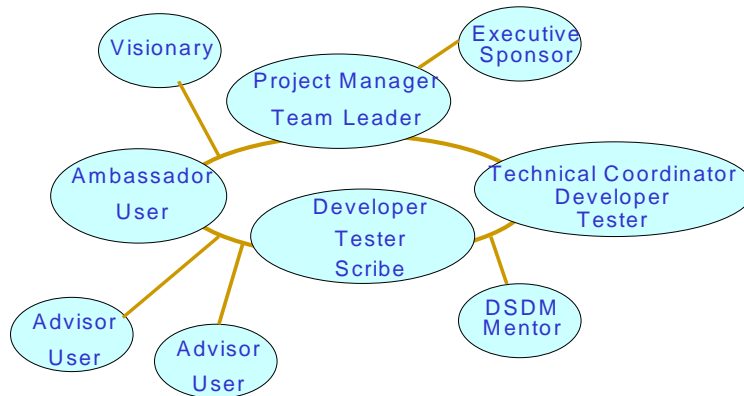 Visionary
Executive
Sponsor
Project Manager
Team Leader
Ambassador
User
Technical Coordinator
Developer
Tester
Developer
Tester
Scribe
DSDM
Mentor
Advisor
User
Advisor
User